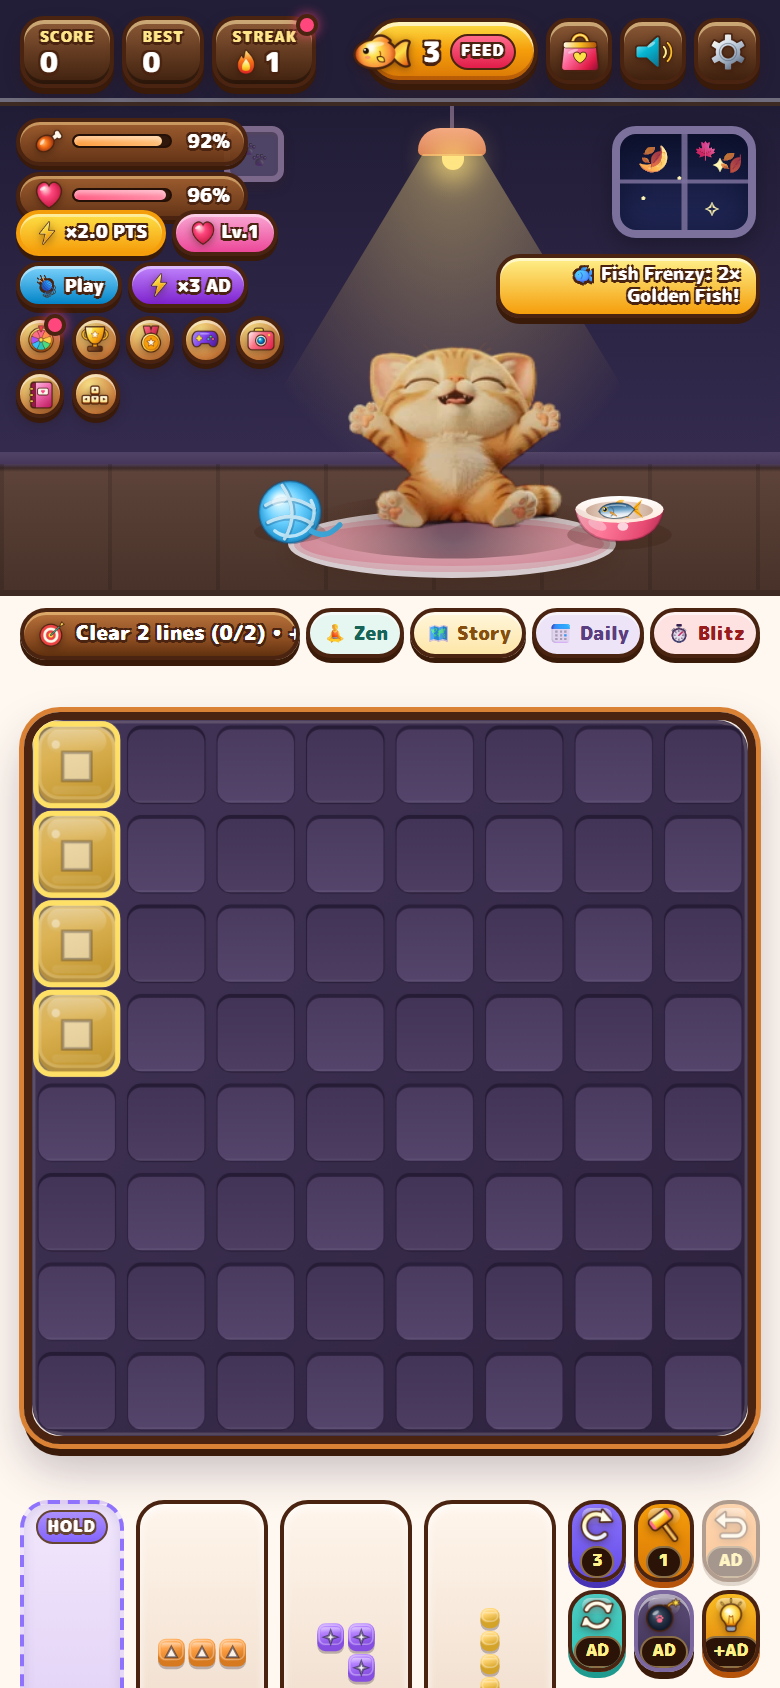 SCORE
0
BEST
0
STREAK
1
3
FEED
92%
96%
×2.0 PTS
Lv.1
Play
×3 AD
Fish Frenzy: 2×
Golden Fish!
Clear 2 lines (0/2) •
Zen
Story
Daily
Blitz
HOLD
3
1
AD
AD
AD
+AD